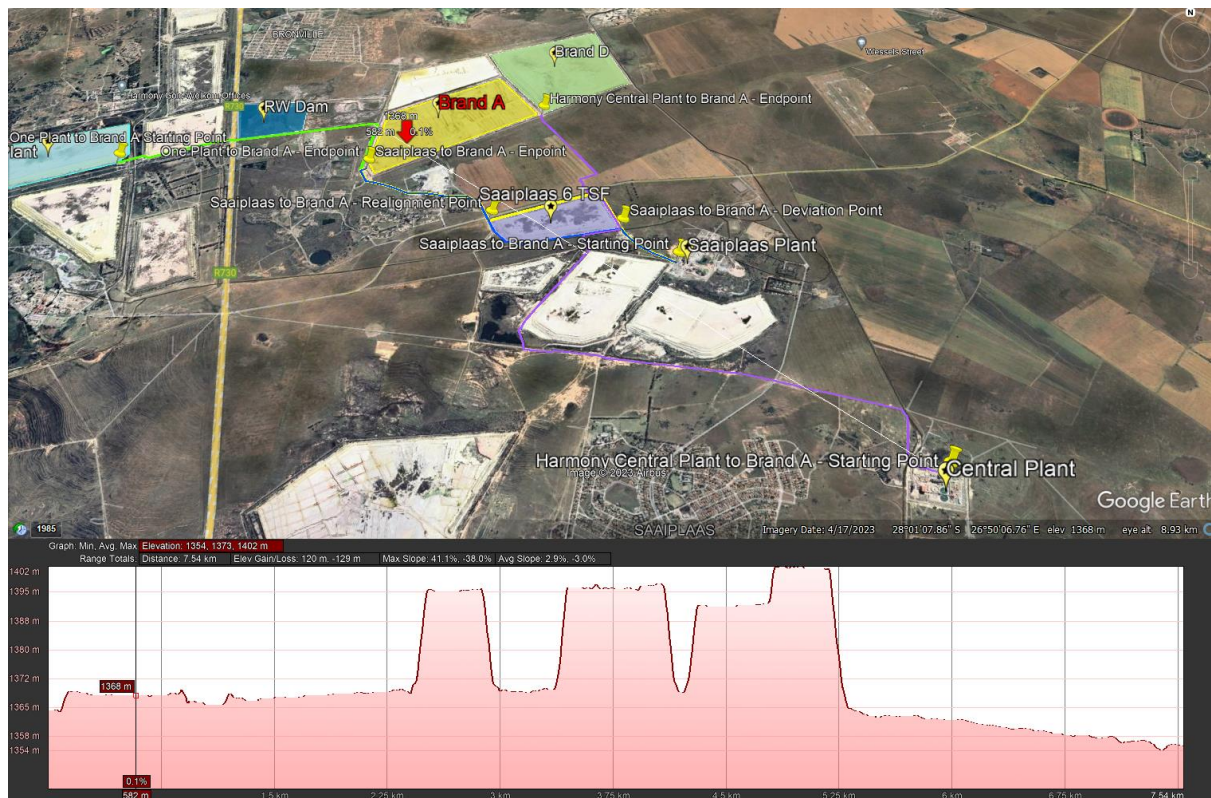 N
BRONVILLE
Brand D
Wessels Street
Harmony Gold Welkom Offices
R730
RW Dam
Brand A
Harmony Central Plant to Brand A - Endpoint
1268 m
582 m
0.1%
One Plant to Brand A Starting Point
lant
One Plant to Brand A - Endpoint
Saaiplaas to Brand A - Enpoint
Saaiplaas 6 TSF
Saaiplaas to Brand A - Realignment Point
Saaiplaas to Brand A - Deviation Point
Saaiplaas to Brand A - Starting Point
Saaiplaas Plant
R730
Harmony Central Plant to Brand A - Starting Point
Central Plant
Image © 2023 Airbus
Google Earth
SAAIPLAAS
1985
Imagery Date: 4/17/2023 28°01'07.86" S 26°50'06.76" E elev 1368 m eye alt 8.93 km
Graph: Min, Avg, Max Elevation: 1354, 1373, 1402 m
Range Totals: Distance: 7.54 km Elev Gain/Loss: 120 m, -129 m Max Slope: 41.1%, -38.0% Avg Slope: 2.9%, -3.0%
1402 m
1395 m
1388 m
1380 m
1372 m
1368 m
1365 m
1358 m
1354 m
0.1%
582 m 1.5 km 2.25 km 3 km 3.75 km 4.5 km 5.25 km 6 km 6.75 km 7.54 km